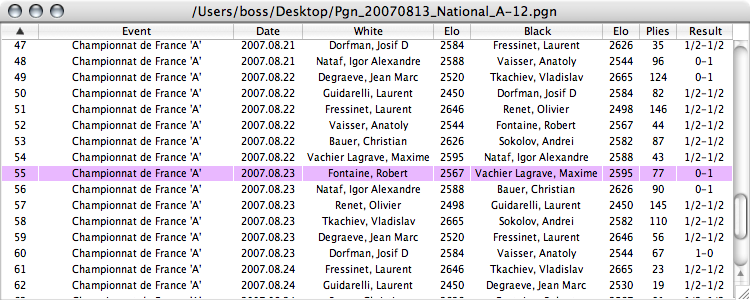 /Users/boss/Desktop/Pgn_20070813_National_A-12.pgn
▲ Event Date White Elo Black Elo Plies Result
47 Championnat de France 'A' 2007.08.21 Dorfman, Josif D 2584 Fressinet, Laurent 2626 35 1/2-1/2
48 Championnat de France 'A' 2007.08.21 Nataf, Igor Alexandre 2588 Vaisser, Anatoly 2544 96 0-1
49 Championnat de France 'A' 2007.08.22 Degraeve, Jean Marc 2520 Tkachiev, Vladislav 2665 124 0-1
50 Championnat de France 'A' 2007.08.22 Guidarelli, Laurent 2450 Dorfman, Josif D 2584 82 1/2-1/2
51 Championnat de France 'A' 2007.08.22 Fressinet, Laurent 2646 Renet, Olivier 2498 146 1/2-1/2
52 Championnat de France 'A' 2007.08.22 Vaisser, Anatoly 2544 Fontaine, Robert 2567 44 1/2-1/2
53 Championnat de France 'A' 2007.08.22 Bauer, Christian 2626 Sokolov, Andrei 2582 87 1/2-1/2
54 Championnat de France 'A' 2007.08.22 Vachier Lagrave, Maxime 2595 Nataf, Igor Alexandre 2588 43 1/2-1/2
55 Championnat de France 'A' 2007.08.23 Fontaine, Robert 2567 Vachier Lagrave, Maxime 2595 77 0-1
56 Championnat de France 'A' 2007.08.23 Nataf, Igor Alexandre 2588 Bauer, Christian 2626 90 0-1
57 Championnat de France 'A' 2007.08.23 Renet, Olivier 2498 Guidarelli, Laurent 2450 145 1/2-1/2
58 Championnat de France 'A' 2007.08.23 Tkachiev, Vladislav 2665 Sokolov, Andrei 2582 110 1/2-1/2
59 Championnat de France 'A' 2007.08.23 Degraeve, Jean Marc 2520 Fressinet, Laurent 2646 56 1/2-1/2
60 Championnat de France 'A' 2007.08.23 Dorfman, Josif D 2584 Vaisser, Anatoly 2544 67 1-0
61 Championnat de France 'A' 2007.08.24 Fressinet, Laurent 2646 Tkachiev, Vladislav 2665 23 1/2-1/2
62 Championnat de France 'A' 2007.08.24 Guidarelli, Laurent 2450 Degraeve, Jean Marc 2530 19 1/2-1/2